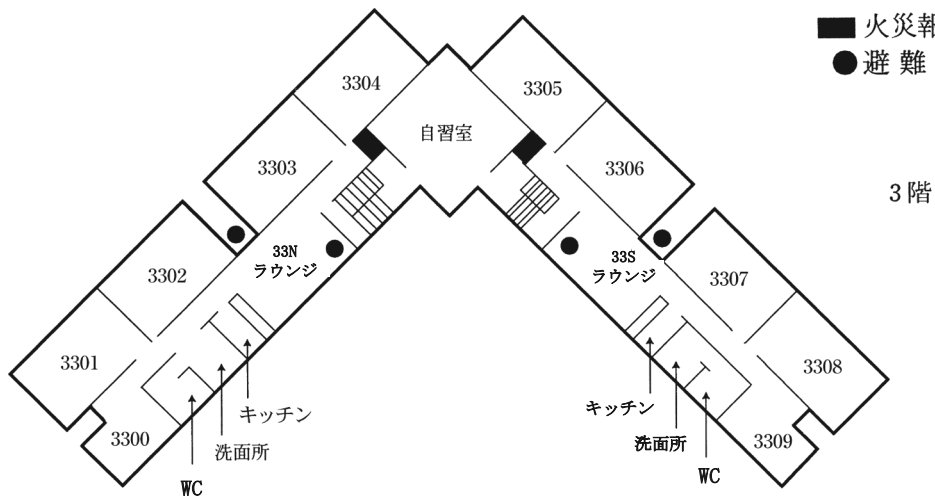 火災報
避難
3階
3304
3305
自習室
3303
3306
33N
ラウンジ
33S
ラウンジ
3302
3307
3301
3308
キッチン
キッチン
3300
洗面所
洗面所
3309
WC
WC